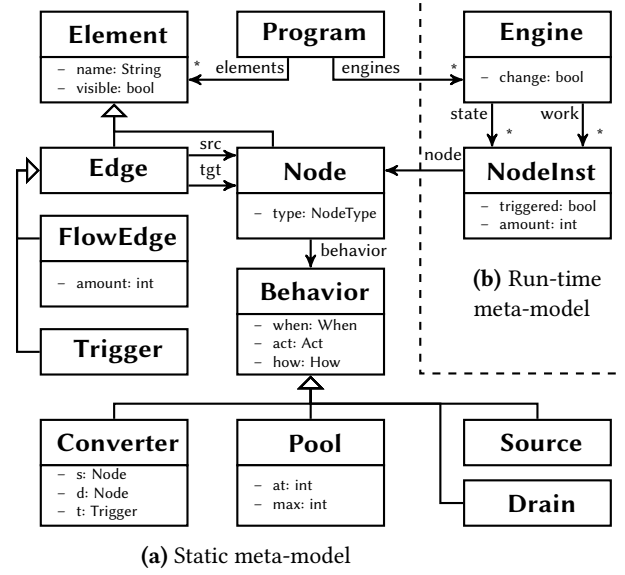 Element
– name: String
– visible: bool
Program
elements
*
engines
*
Engine
– change: bool
state
*
work
*
Edge
src
tgt
Node
– type: NodeType
node
NodeInst
– triggered: bool
– amount: int
FlowEdge
– amount: int
behavior
Behavior
– when: When
– act: Act
– how: How
(b) Run-time
meta-model
Trigger
Converter
– s: Node
– d: Node
– t: Trigger
Pool
– at: int
– max: int
Source
Drain
(a) Static meta-model